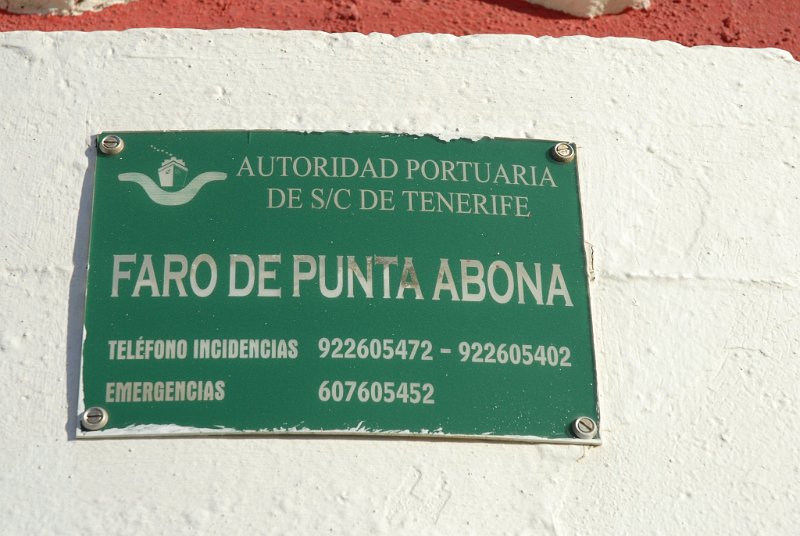 AUTORIDAD PORTUARIA
DE S/C DE TENERIFE
FARO DE PUNTA ABONA
TELÉFONO INCIDENCIAS 922605472 - 922605402
EMERGENCIAS 607605452